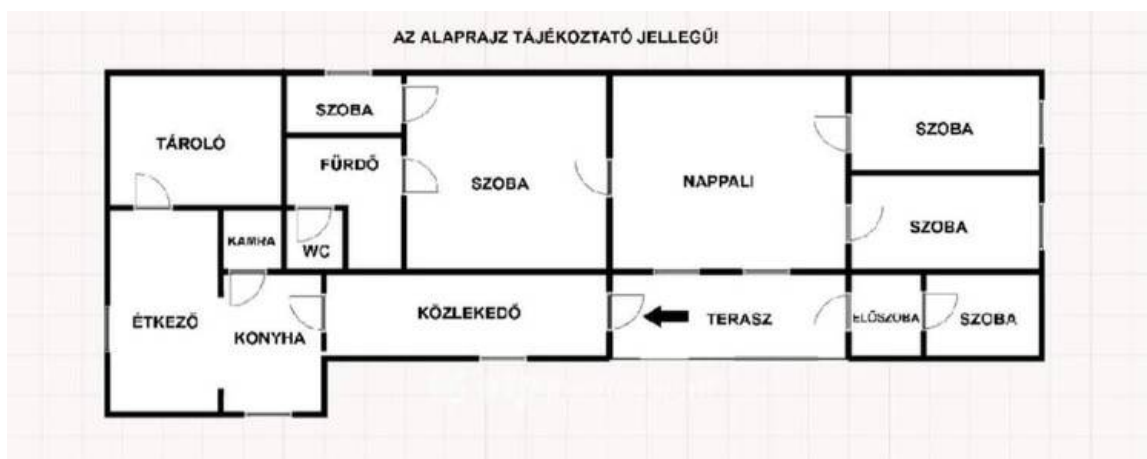 AZ ALAPRAJZ TÁJÉKOZTATÓ JELLEGŰ!
SZOBA
TÁROLÓ
FÜRDŐ
SZOBA
NAPPALI
SZOBA
SZOBA
KAMRA
WC
ÉTKEZŐ
KONYHA
KÖZLEKEDŐ
TERASZ
ELŐSZOBA
SZOBA